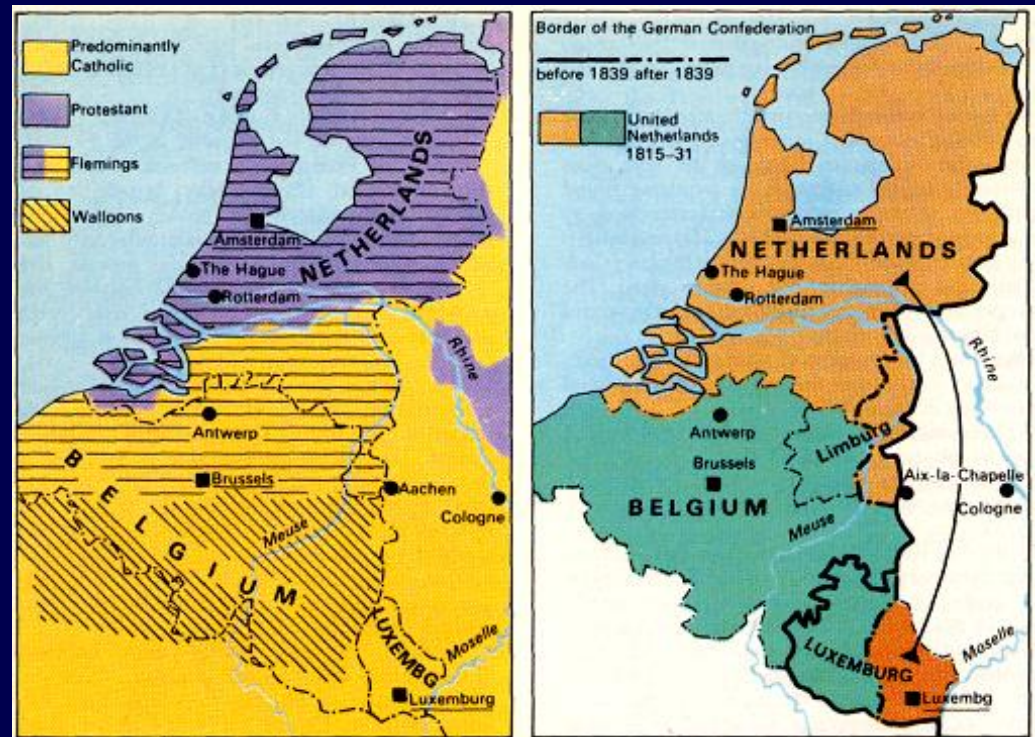 Predominantly
Catholic
Protestant
Flemings
Walloons
NETHERLANDS
Amsterdam
The Hague
Rotterdam
Rhine
Antwerp
Brussels
BELGIUM
Aachen
Cologne
Meuse
LUXEMBG
Moselle
Luxemburg
Border of the German Confederation
before 1839 after 1839
United
Netherlands
1815–31
Amsterdam
NETHERLANDS
The Hague
Rotterdam
Rhine
Antwerp
Limburg
Brussels
Aix-la-Chapelle
BELGIUM
Cologne
Meuse
LUXEMBURG
Moselle
Luxembg